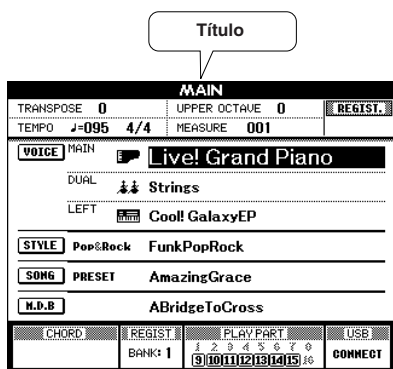 Título
MAIN
TRANSPOSE 0 UPPER OCTAVE 0 REGIST.
TEMPO ♩=095 4/4 MEASURE 001
VOICE MAIN Live! Grand Piano
DUAL Strings
LEFT Cool! GalaxyEP
STYLE Pop&Rock FunkPopRock
SONG PRESET AmazingGrace
M.D.B ABridgeToCross
CHORD REGIST PLAY PART USB
BANK: 1 1 2 3 4 5 6 7 8 CONNECT
9 10 11 12 13 14 15 16